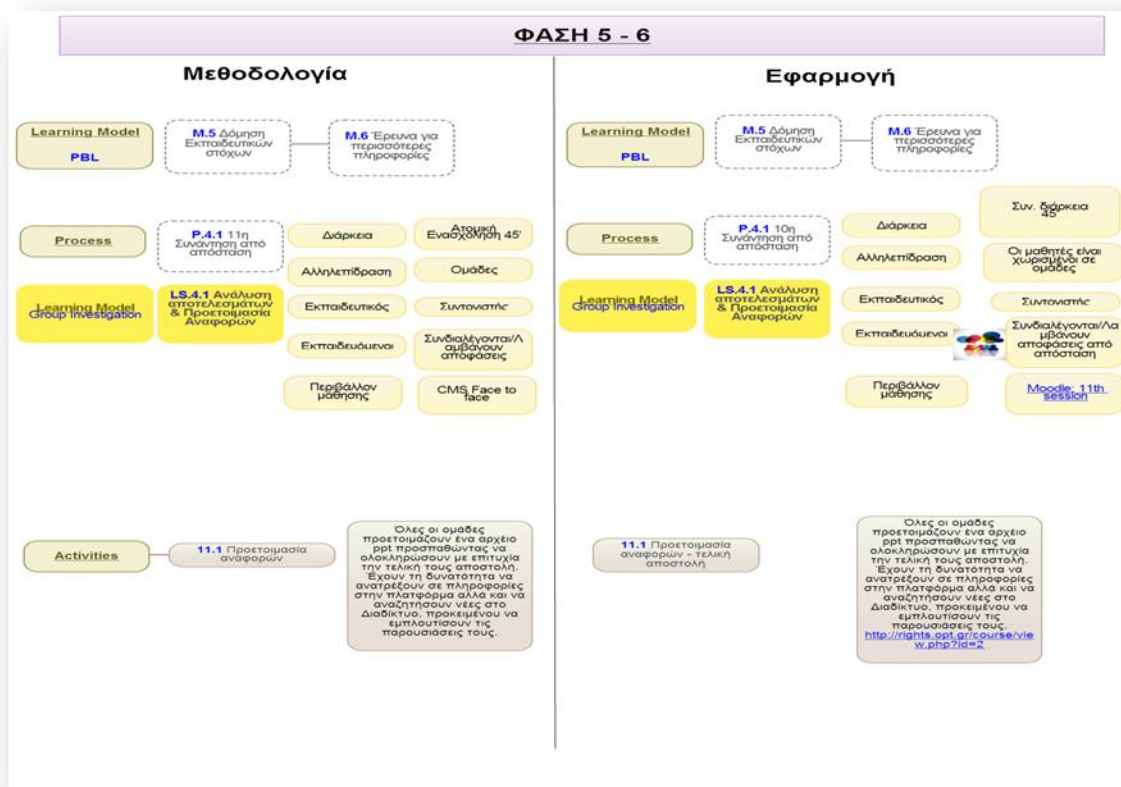 ΦΑΣΗ 5 - 6
Μεθοδολογία
Learning Model
PBL
Μ.5 Δόμηση
Εκπαιδευτικών
στόχων
Μ.6 Έρευνα για
περισσότερες
πληροφορίες
Process
P.4.1 11η
Συνάντηση από
απόσταση
Διάρκεια
Ατομική
Ενασχόληση 45'
Αλληλεπίδραση
Ομάδες
Learning Model
Group Investigation
LS.4.1 Ανάλυση
αποτελεσμάτων
& Προετοιμασία
Αναφορών
Εκπαιδευτικός
Συντονιστής
Εκπαιδευόμενοι
Συνδιαλέγονται/Λ
αμβάνουν
αποφάσεις
Περιβάλλον
μάθησης
CMS Face to
face
Activities
11.1 Προετοιμασία
αναφορών
Όλες οι ομάδες
προετοιμάζουν ένα αρχείο
ppt προσπαθώντας να
ολοκληρώσουν με επιτυχία
την τελική τους αποστολή.
Έχουν τη δυνατότητα να
ανατρέξουν σε πληροφορίες
στην πλατφόρμα αλλά και να
αναζητήσουν νέες στο
Διαδίκτυο, προκειμένου να
εμπλουτίσουν τις
παρουσιάσεις τους.
Εφαρμογή
Learning Model
PBL
Μ.5 Δόμηση
Εκπαιδευτικών
στόχων
Μ.6 Έρευνα για
περισσότερες
πληροφορίες
Process
P.4.1 10η
Συνάντηση από
απόσταση
Διάρκεια
Συν. διάρκεια
45'
Αλληλεπίδραση
Οι μαθητές είναι
χωρισμένοι σε
ομάδες
Learning Model
Group Investigation
LS.4.1 Ανάλυση
αποτελεσμάτων
& Προετοιμασία
Αναφορών
Εκπαιδευτικός
Συντονιστής
Εκπαιδευόμενοι
Συνδιαλέγονται/Λα
μβάνουν
αποφάσεις από
απόσταση
Περιβάλλον
μάθησης
Moodle: 11th
session
11.1 Προετοιμασία
αναφορών - τελική
αποστολή
Όλες οι ομάδες
προετοιμάζουν ένα αρχείο
ppt προσπαθώντας να
ολοκληρώσουν με επιτυχία
την τελική τους αποστολή.
Έχουν τη δυνατότητα να
ανατρέξουν σε πληροφορίες
στην πλατφόρμα αλλά και να
αναζητήσουν νέες στο
Διαδίκτυο, προκειμένου να
εμπλουτίσουν τις
παρουσιάσεις τους.
http://rights.opt.gr/course/vie
w.php?id=2